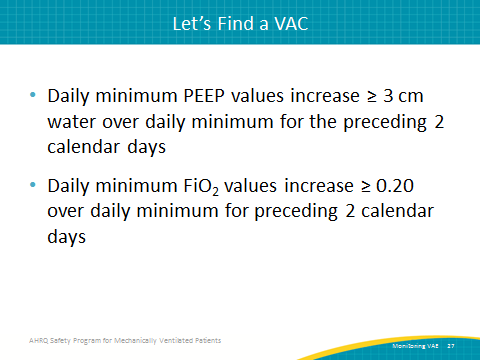 Let’s Find a VAC
• Daily minimum PEEP values increase ≥ 3 cm
water over daily minimum for the preceding 2
calendar days
• Daily minimum FiO₂ values increase ≥ 0.20
over daily minimum for preceding 2 calendar
days
AHRQ Safety Program for Mechanically Ventilated Patients
Monitoring VAE 27